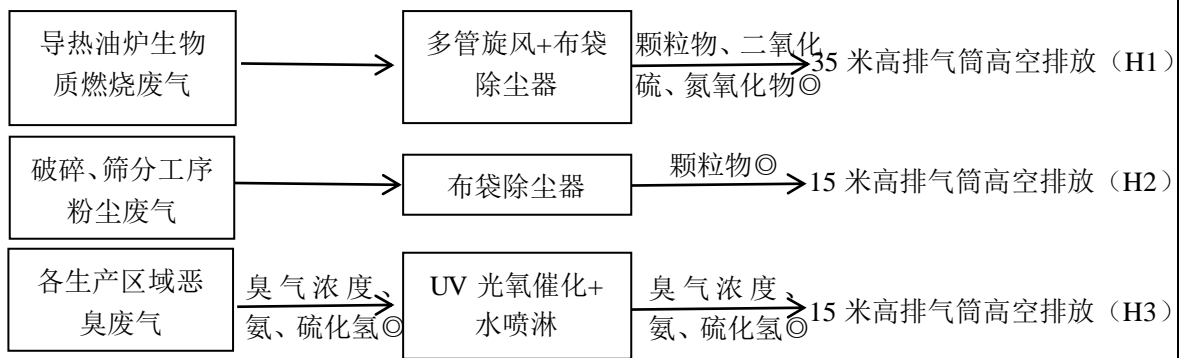 导热油炉生物
质燃烧废气
多管旋风+布袋
除尘器
颗粒物、二氧化
硫、氮氧化物◎
35 米高排气筒高空排放（H1）
破碎、筛分工序
粉尘废气
布袋除尘器
颗粒物◎
15 米高排气筒高空排放（H2）
各生产区域恶
臭废气
臭气浓度、
氨、硫化氢◎
UV 光氧催化+
水喷淋
臭气浓度、
氨、硫化氢◎
15 米高排气筒高空排放（H3）